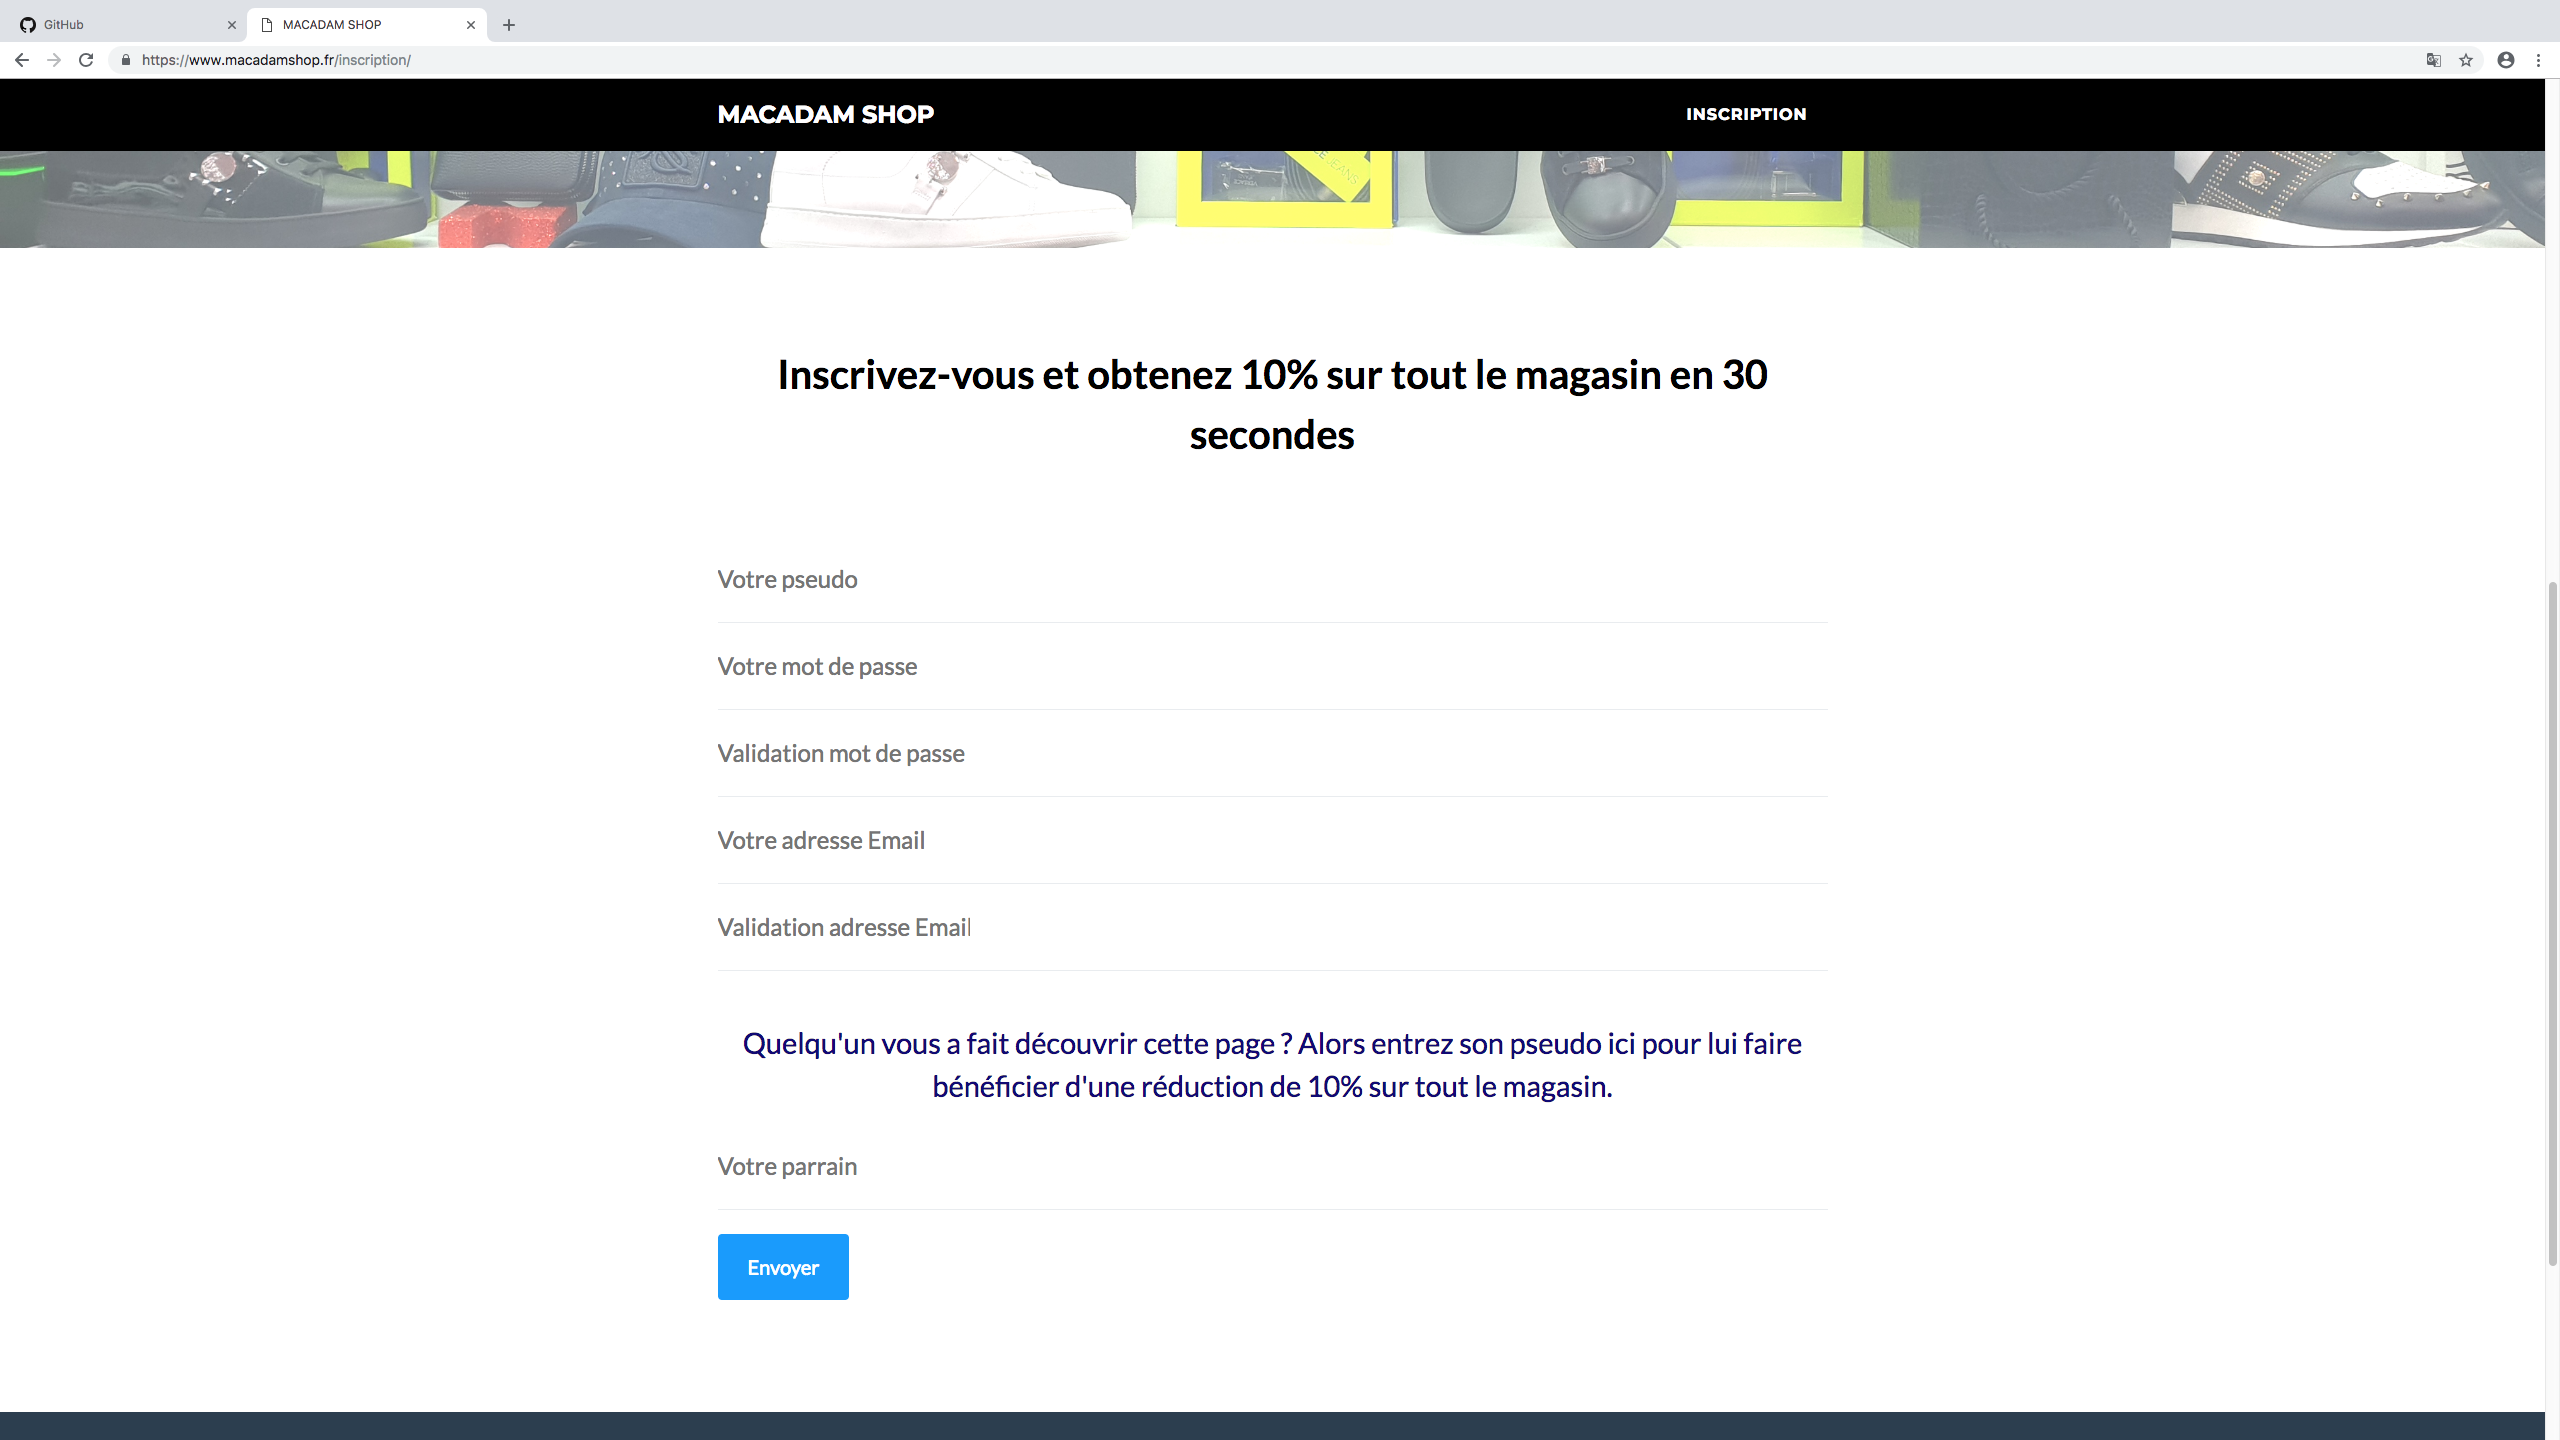 GitHub
MACADAM SHOP
https://www.macadamshop.fr/inscription/
MACADAM SHOP
INSCRIPTION
Inscrivez-vous et obtenez 10% sur tout le magasin en 30
secondes
Votre pseudo
Votre mot de passe
Validation mot de passe
Votre adresse Email
Validation adresse Email
Quelqu'un vous a fait découvrir cette page ? Alors entrez son pseudo ici pour lui faire
bénéficier d'une réduction de 10% sur tout le magasin.
Votre parrain
Envoyer